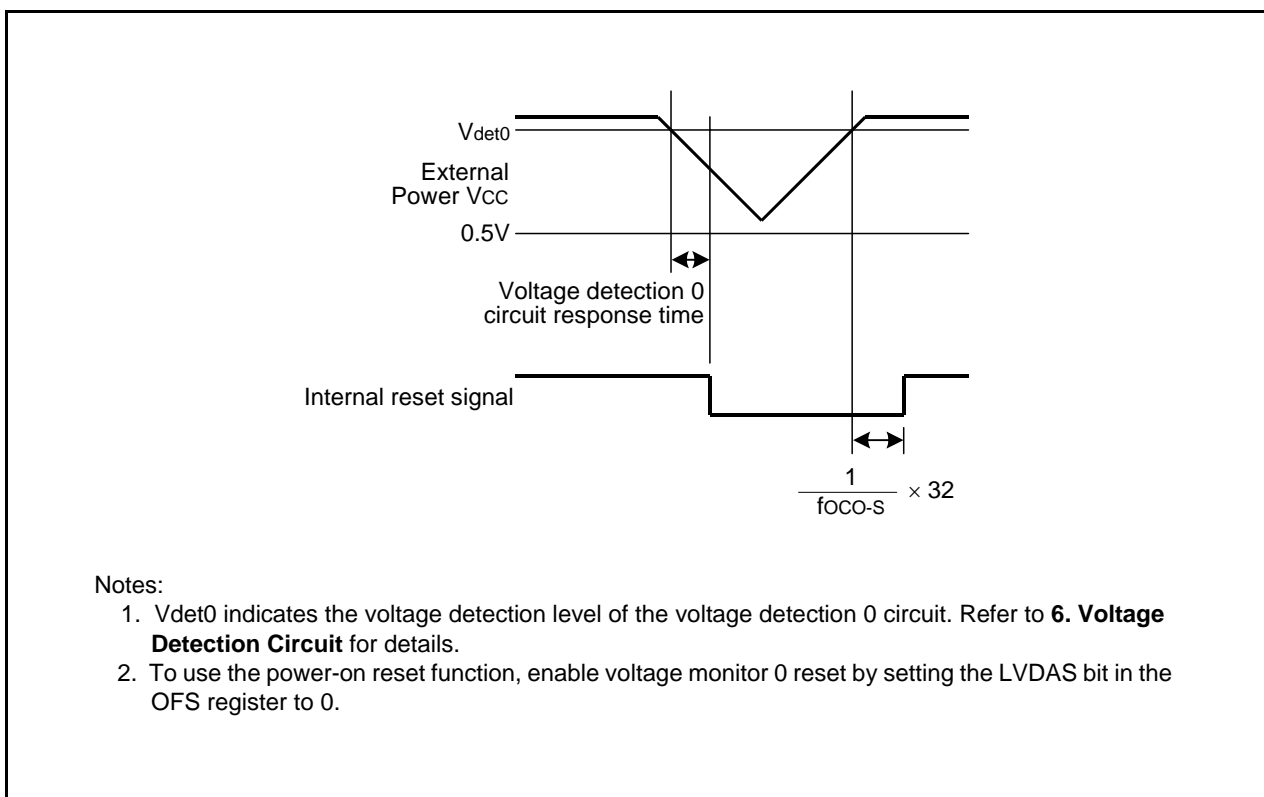 Vdet0
External
Power VCC
0.5V
Voltage detection 0
circuit response time
Internal reset signal
1
fOCO-S
× 32
Notes:
1. Vdet0 indicates the voltage detection level of the voltage detection 0 circuit. Refer to 6. Voltage
Detection Circuit for details.
2. To use the power-on reset function, enable voltage monitor 0 reset by setting the LVDAS bit in the
OFS register to 0.